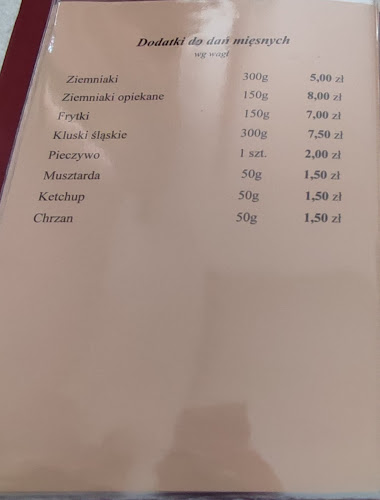 Dodatki do dań mięsnych
wg wagi
Ziemniaki 300g 5,00 zł
Ziemniaki opiekane 150g 8,00 zł
Frytki 150g 7,00 zł
Kluski śląskie 300g 7,50 zł
Pieczywo 1 szt. 2,00 zł
Musztarda 50g 1,50 zł
Ketchup 50g 1,50 zł
Chrzan 50g 1,50 zł